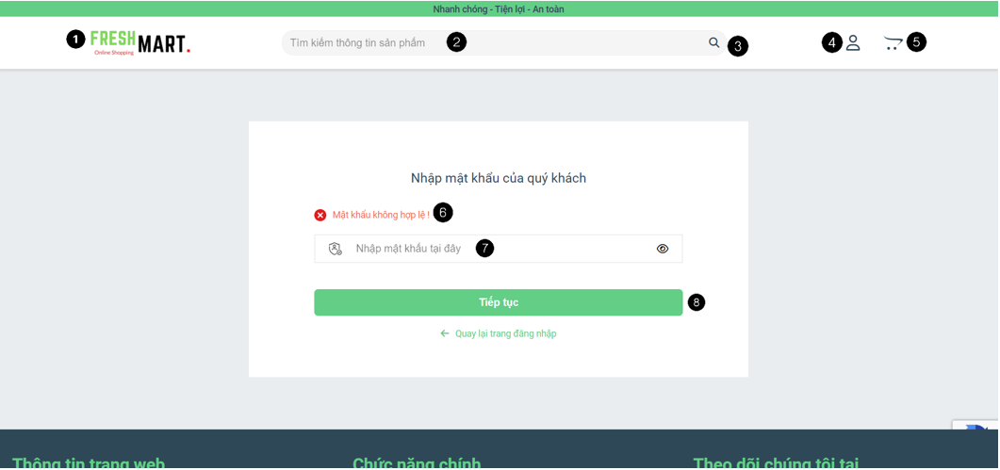 Nhanh chóng - Tiện lợi - An toàn
1 FRESH MART. Tìm kiếm thông tin sản phẩm 2 3 4 5
Online Shopping
Nhập mật khẩu của quý khách
Mật khẩu không hợp lệ ! 6
Nhập mật khẩu tại đây 7
Tiếp tục 8
Quay lại trang đăng nhập
Thông tin trang web Chức năng chính Theo dõi chúng tôi tại